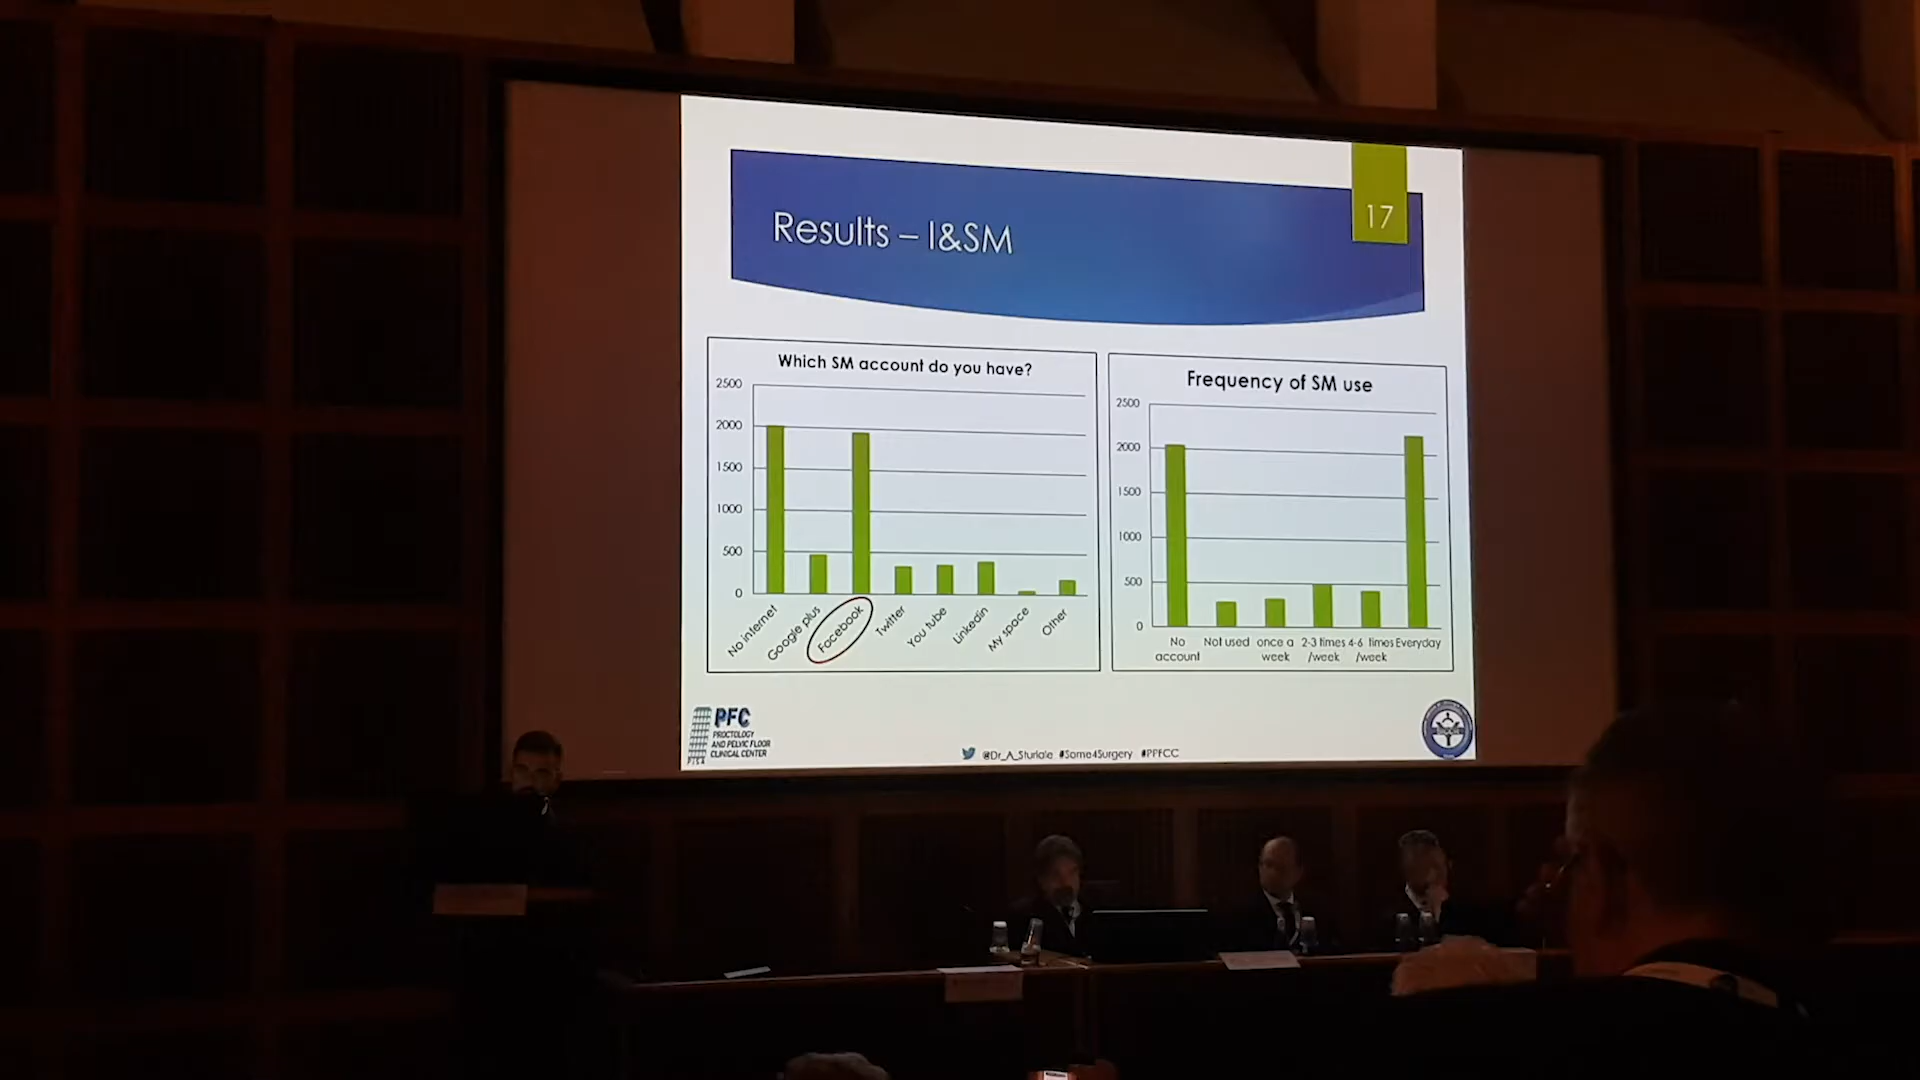 Results – I&SM
17
Which SM account do you have?
2500
2000
1500
1000
500
0
No internet
Google plus
Facebook
Twitter
You tube
Linkedin
My space
Other
Frequency of SM use
2500
2000
1500
1000
500
0
No account
Not used
once a week
2-3 times /week
4-6 times /week
Everyday
PFC
PROCTOLOGY
AND PELVIC FLOOR
CLINICAL CENTER
PISA
@Dr_A_Sturiale #Some4Surgery #PPFCC